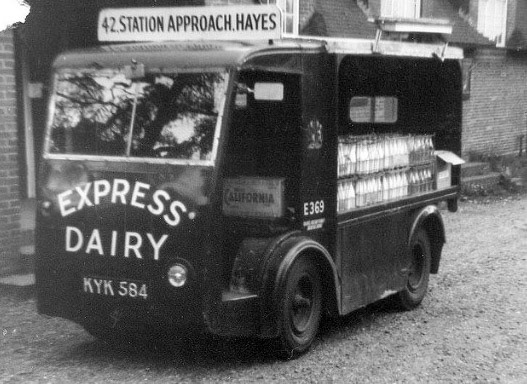 42. STATION APPROACH. HAYES
EXPRESS
DAIRY
KYK 584
CALIFORNIA
E369